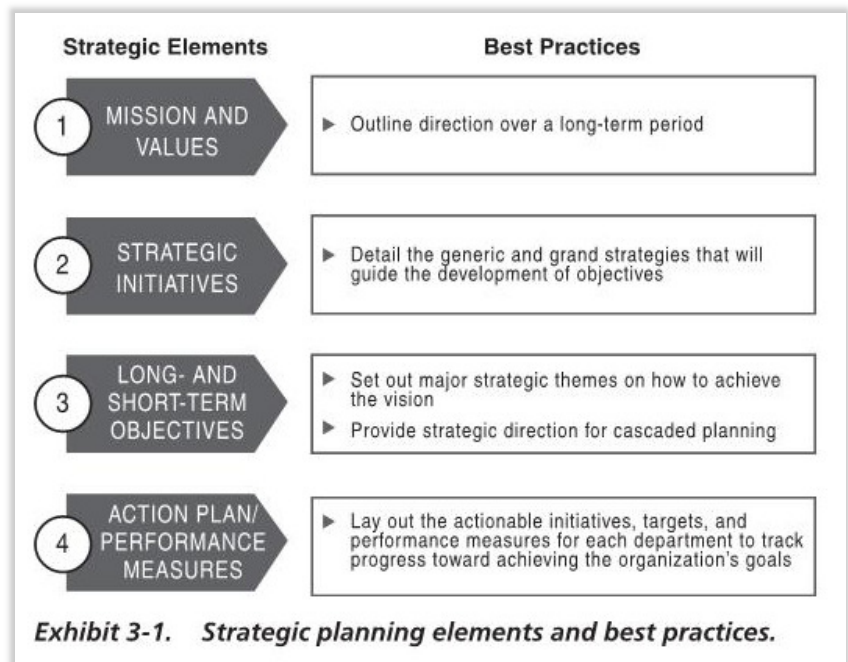 Strategic Elements
Best Practices
1
MISSION AND
VALUES
▶ Outline direction over a long-term period
2
STRATEGIC
INITIATIVES
▶ Detail the generic and grand strategies that will
guide the development of objectives
3
LONG- AND
SHORT-TERM
OBJECTIVES
▶ Set out major strategic themes on how to achieve
the vision
▶ Provide strategic direction for cascaded planning
4
ACTION PLAN/
PERFORMANCE
MEASURES
▶ Lay out the actionable initiatives, targets, and
performance measures for each department to track
progress toward achieving the organization's goals
Exhibit 3-1. Strategic planning elements and best practices.